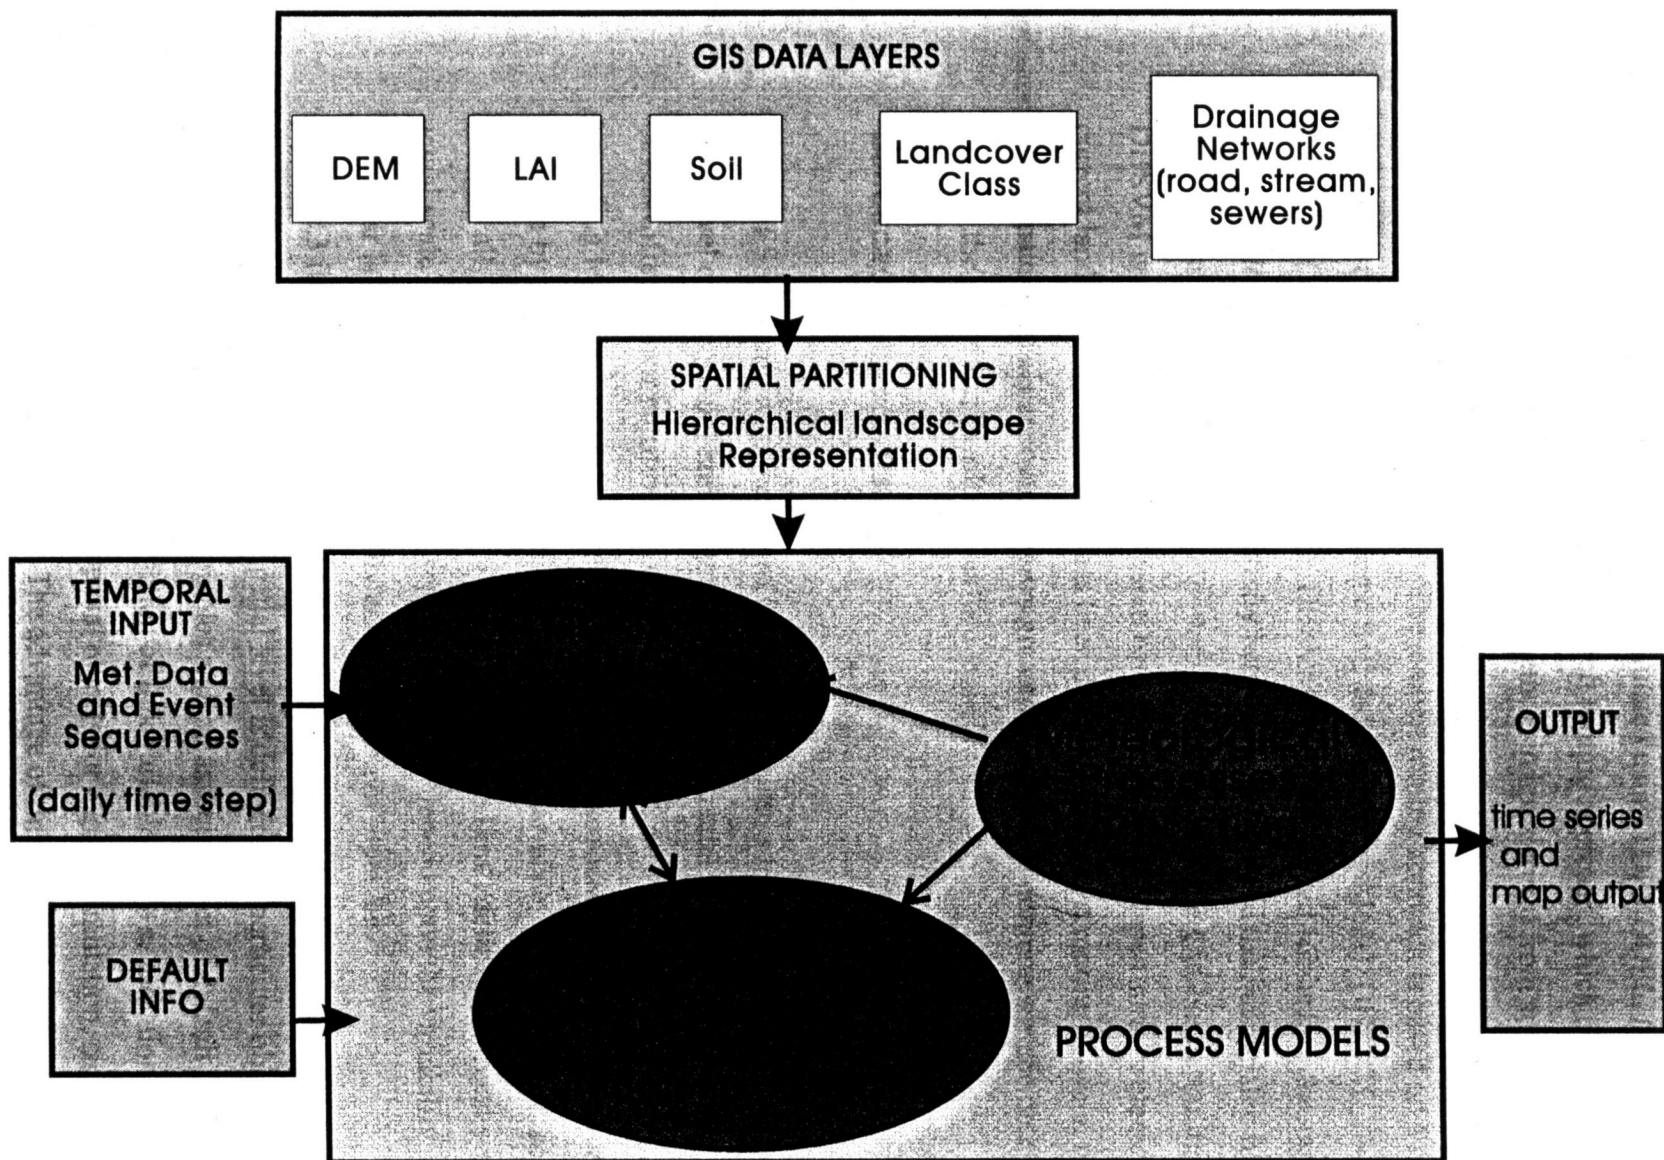 GIS DATA LAYERS
DEM
LAI
Soil
Landcover
Class
Drainage
Networks
(road, stream,
sewers)
SPATIAL PARTITIONING
Hierarchical landscape
Representation
TEMPORAL
INPUT
Met. Data
and Event
Sequences
(daily time step)
DEFAULT
INFO
PROCESS MODELS
OUTPUT
time series
and
map output